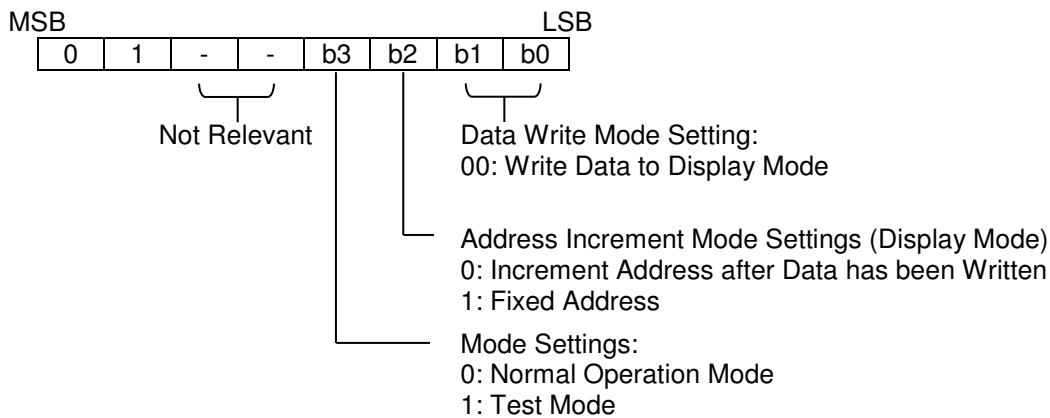 MSB LSB
0 1 - - b3 b2 b1 b0
Not Relevant Data Write Mode Setting:
00: Write Data to Display Mode
Address Increment Mode Settings (Display Mode)
0: Increment Address after Data has been Written
1: Fixed Address
Mode Settings:
0: Normal Operation Mode
1: Test Mode